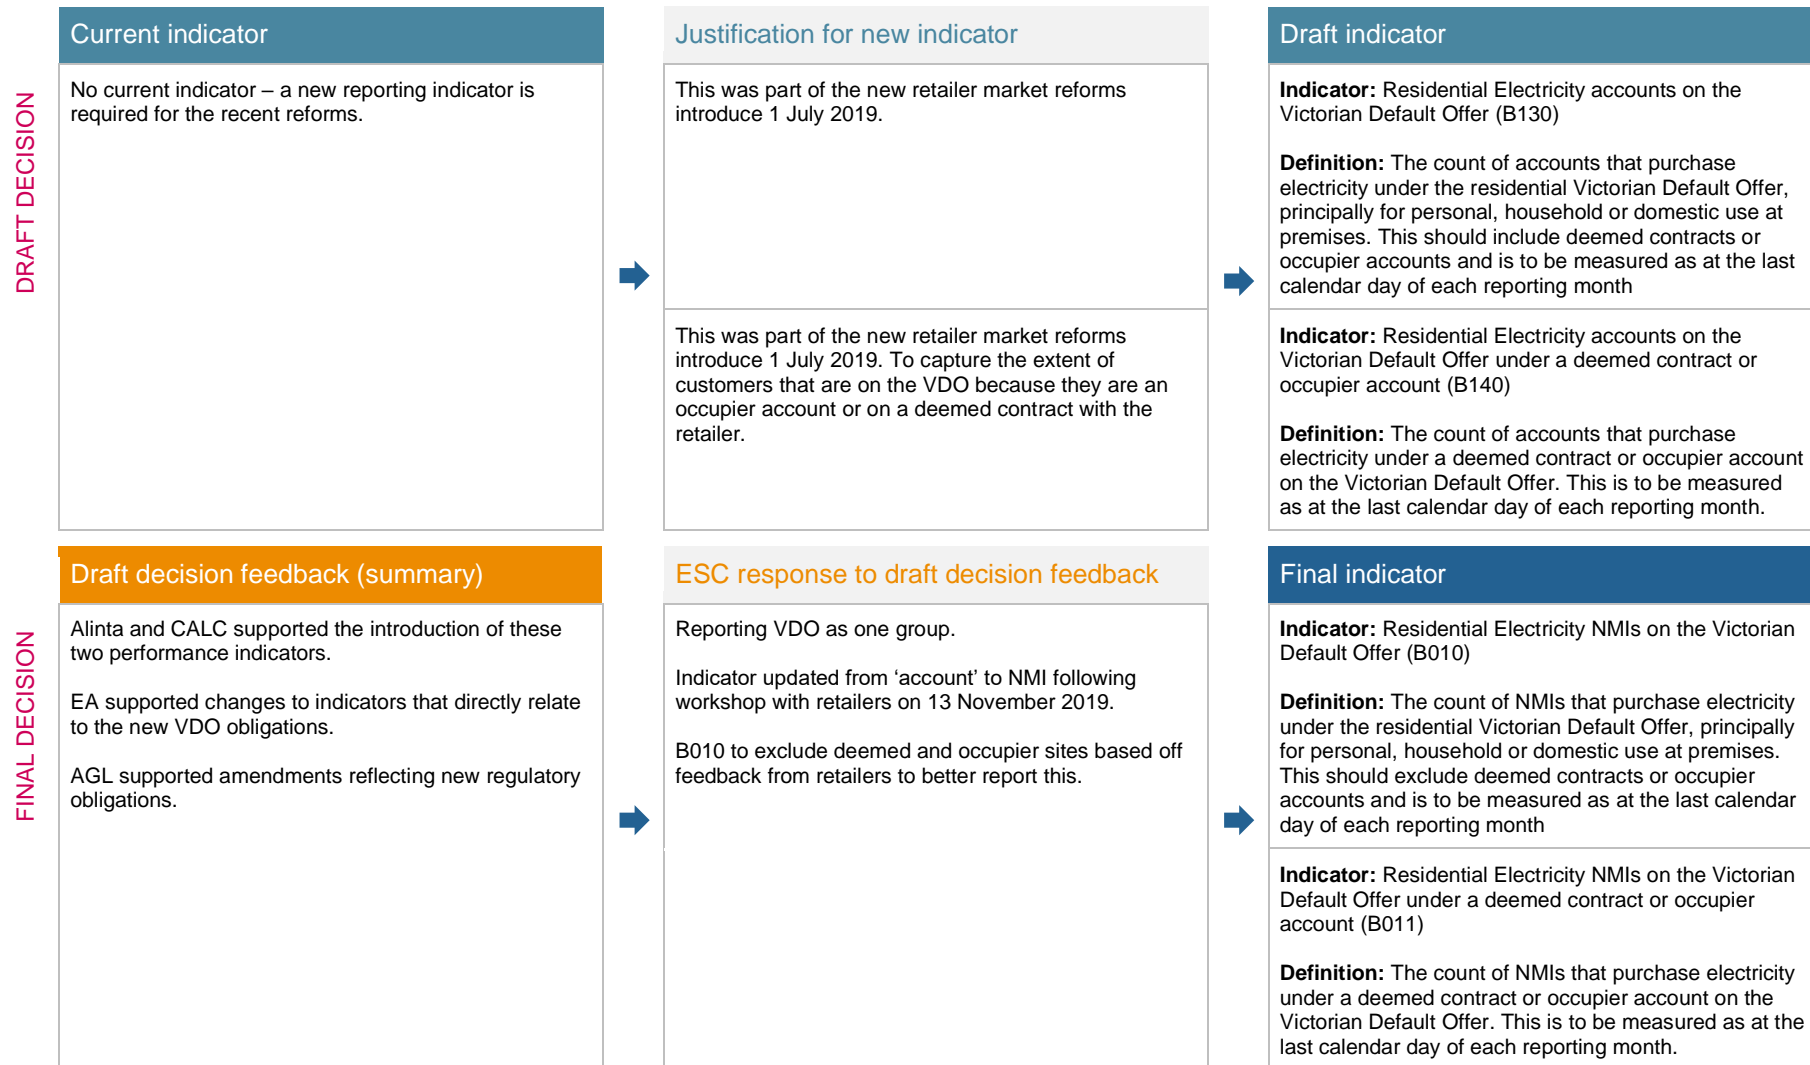 DRAFT DECISION
Current indicator
No current indicator – a new reporting indicator is
required for the recent reforms.
Justification for new indicator
This was part of the new retailer market reforms
introduce 1 July 2019.
This was part of the new retailer market reforms
introduce 1 July 2019. To capture the extent of
customers that are on the VDO because they are an
occupier account or on a deemed contract with the
retailer.
Draft indicator
Indicator: Residential Electricity accounts on the
Victorian Default Offer (B130)
Definition: The count of accounts that purchase
electricity under the residential Victorian Default Offer,
principally for personal, household or domestic use at
premises. This should include deemed contracts or
occupier accounts and is to be measured as at the last
calendar day of each reporting month
Indicator: Residential Electricity accounts on the
Victorian Default Offer under a deemed contract or
occupier account (B140)
Definition: The count of accounts that purchase
electricity under a deemed contract or occupier account
on the Victorian Default Offer. This is to be measured
as at the last calendar day of each reporting month.
FINAL DECISION
Draft decision feedback (summary)
Alinta and CALC supported the introduction of these
two performance indicators.
EA supported changes to indicators that directly relate
to the new VDO obligations.
AGL supported amendments reflecting new regulatory
obligations.
ESC response to draft decision feedback
Reporting VDO as one group.
Indicator updated from ‘account’ to NMI following
workshop with retailers on 13 November 2019.
B010 to exclude deemed and occupier sites based off
feedback from retailers to better report this.
Final indicator
Indicator: Residential Electricity NMIs on the Victorian
Default Offer (B010)
Definition: The count of NMIs that purchase electricity
under the residential Victorian Default Offer, principally
for personal, household or domestic use at premises.
This should exclude deemed contracts or occupier
accounts and is to be measured as at the last calendar
day of each reporting month
Indicator: Residential Electricity NMIs on the Victorian
Default Offer under a deemed contract or occupier
account (B011)
Definition: The count of NMIs that purchase electricity
under a deemed contract or occupier account on the
Victorian Default Offer. This is to be measured as at the
last calendar day of each reporting month.